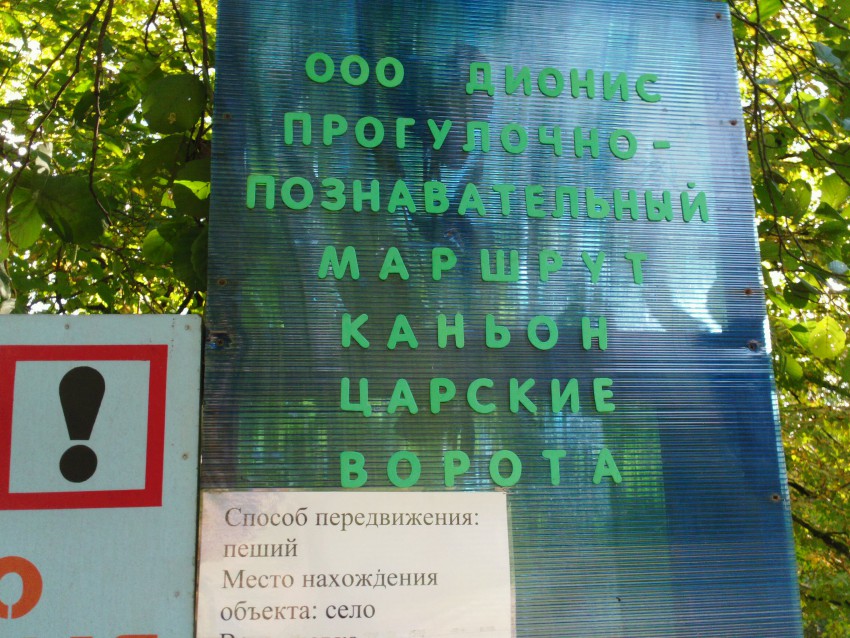 ООО ДИОНИС
ПРОГУЛОЧНО-
ПОЗНАВАТЕЛЬНЫЙ
МАРШРУТ
КАНЬОН
ЦАРСКИЕ
ВОРОТА
!
Способ передвижения:
пеший
Место нахождения
объекта: село